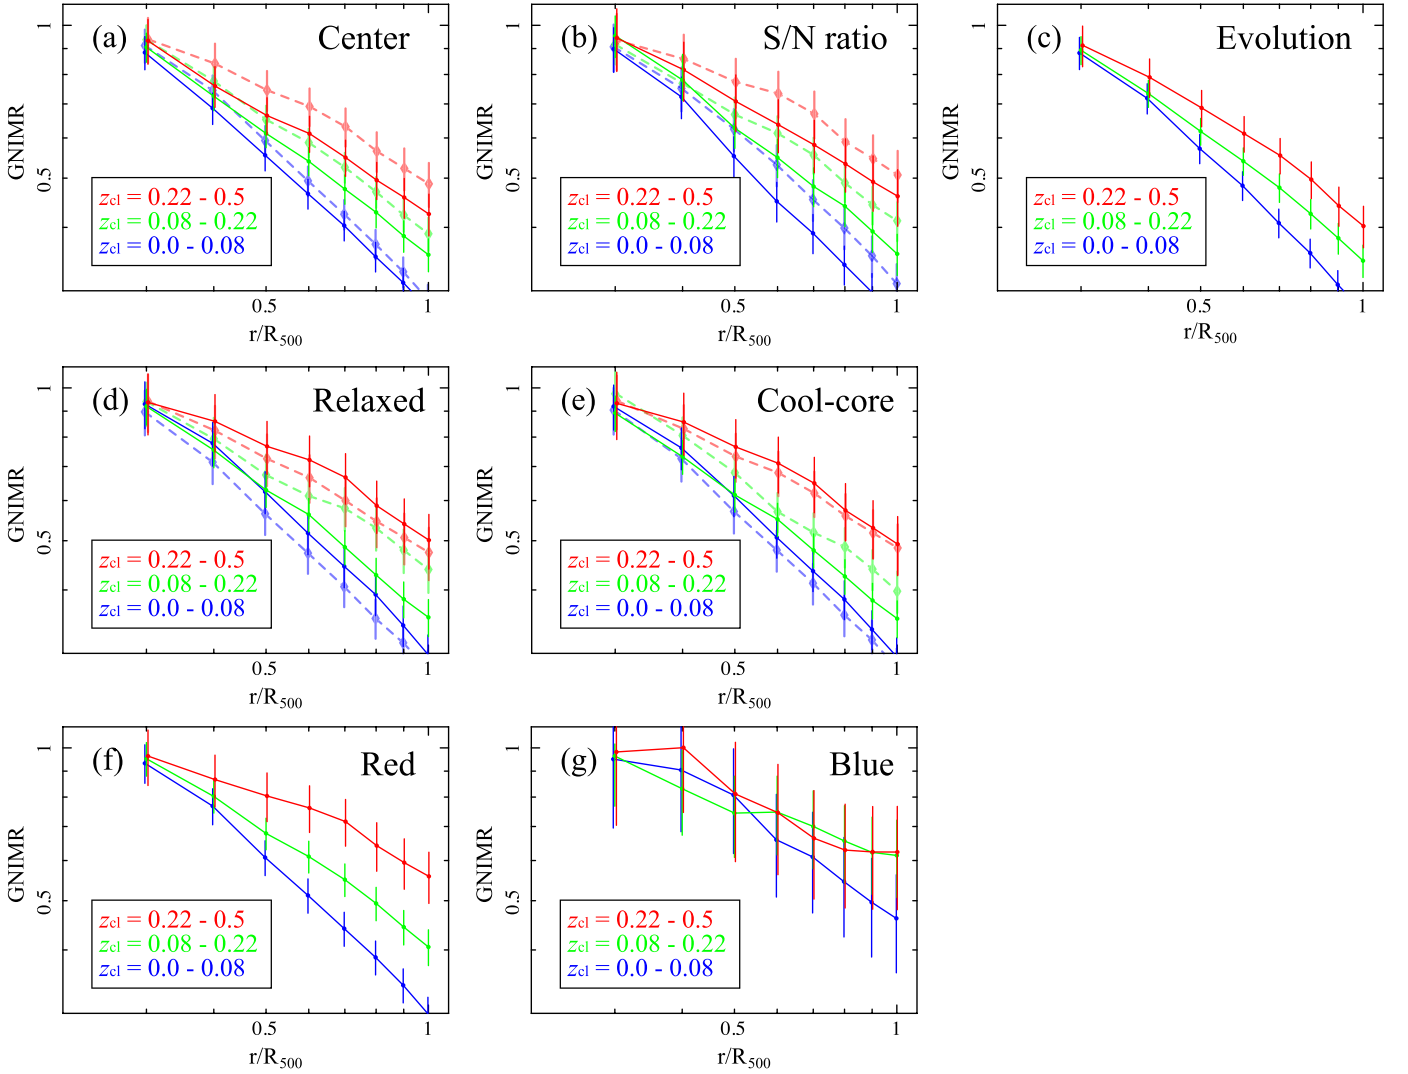 (a) Center
GNIMR
1
0.5
z_cl = 0.22 - 0.5
z_cl = 0.08 - 0.22
z_cl = 0.0 - 0.08
0.5 1
r/R_500
(b) S/N ratio
GNIMR
1
0.5
z_cl = 0.22 - 0.5
z_cl = 0.08 - 0.22
z_cl = 0.0 - 0.08
0.5 1
r/R_500
(c) Evolution
GNIMR
1
0.5
z_cl = 0.22 - 0.5
z_cl = 0.08 - 0.22
z_cl = 0.0 - 0.08
0.5 1
r/R_500
(d) Relaxed
GNIMR
1
0.5
z_cl = 0.22 - 0.5
z_cl = 0.08 - 0.22
z_cl = 0.0 - 0.08
0.5 1
r/R_500
(e) Cool-core
GNIMR
1
0.5
z_cl = 0.22 - 0.5
z_cl = 0.08 - 0.22
z_cl = 0.0 - 0.08
0.5 1
r/R_500
(f) Red
GNIMR
1
0.5
z_cl = 0.22 - 0.5
z_cl = 0.08 - 0.22
z_cl = 0.0 - 0.08
0.5 1
r/R_500
(g) Blue
GNIMR
1
0.5
z_cl = 0.22 - 0.5
z_cl = 0.08 - 0.22
z_cl = 0.0 - 0.08
0.5 1
r/R_500